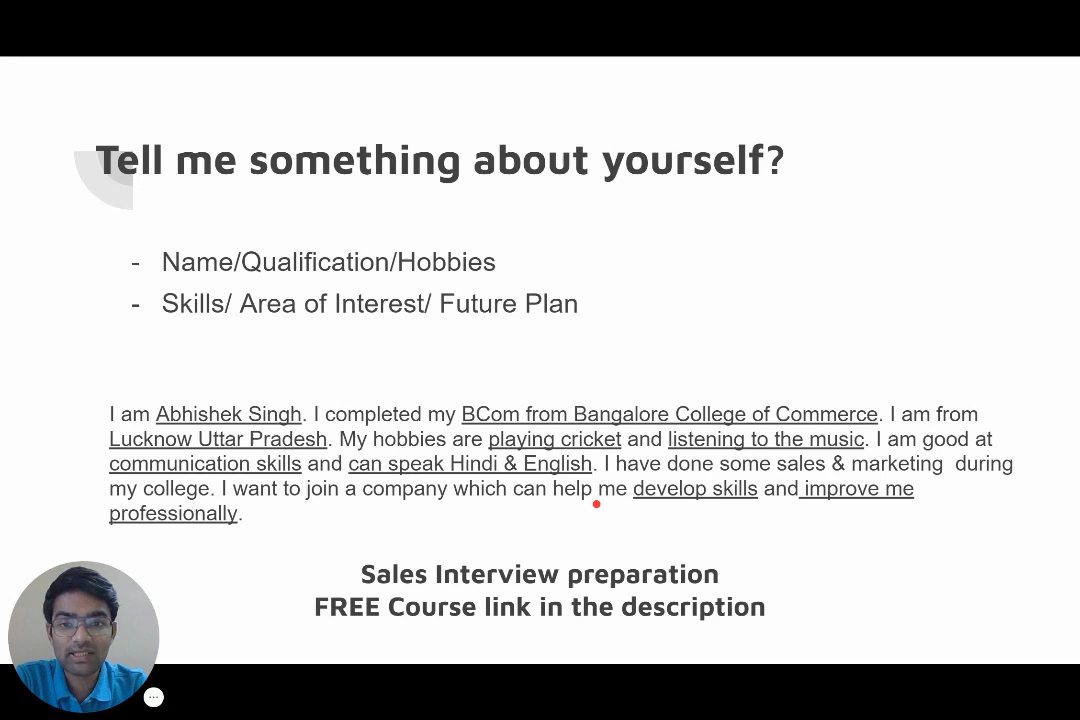 Tell me something about yourself?
- Name/Qualification/Hobbies
- Skills/ Area of Interest/ Future Plan
I am Abhishek Singh. I completed my BCom from Bangalore College of Commerce. I am from
Lucknow Uttar Pradesh. My hobbies are playing cricket and listening to the music. I am good at
communication skills and can speak Hindi & English. I have done some sales & marketing  during
my college. I want to join a company which can help me develop skills and improve me
professionally.
Sales Interview preparation
FREE Course link in the description